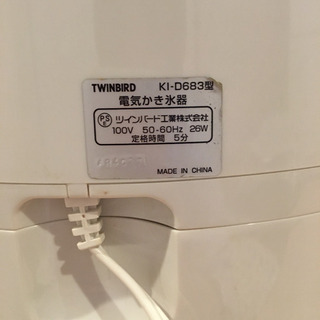 TWINBIRD KI-D683型
電気かき氷器
PS ツインバード工業株式会社
100V 50-60Hz 26W
定格時間 5分
MADE IN CHINA